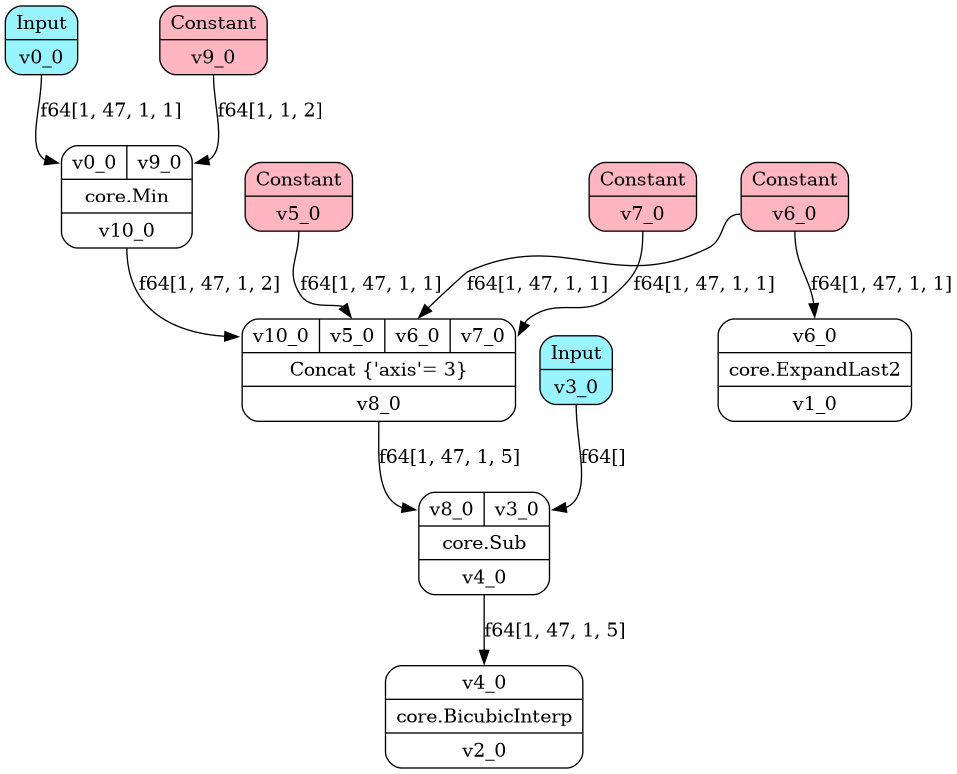 Input
v0_0
Constant
v9_0
f64[1, 47, 1, 1]
f64[1, 1, 2]
v0_0 v9_0
core.Min
v10_0
Constant
v5_0
Constant
v7_0
Constant
v6_0
f64[1, 47, 1, 2]
f64[1, 47, 1, 1]
f64[1, 47, 1, 1]
f64[1, 47, 1, 1]
f64[1, 47, 1, 1]
v10_0 v5_0 v6_0 v7_0
Concat {'axis'= 3}
v8_0
Input
v3_0
v6_0
core.ExpandLast2
v1_0
f64[1, 47, 1, 5]
f64[]
v8_0 v3_0
core.Sub
v4_0
f64[1, 47, 1, 5]
v4_0
core.BicubicInterp
v2_0